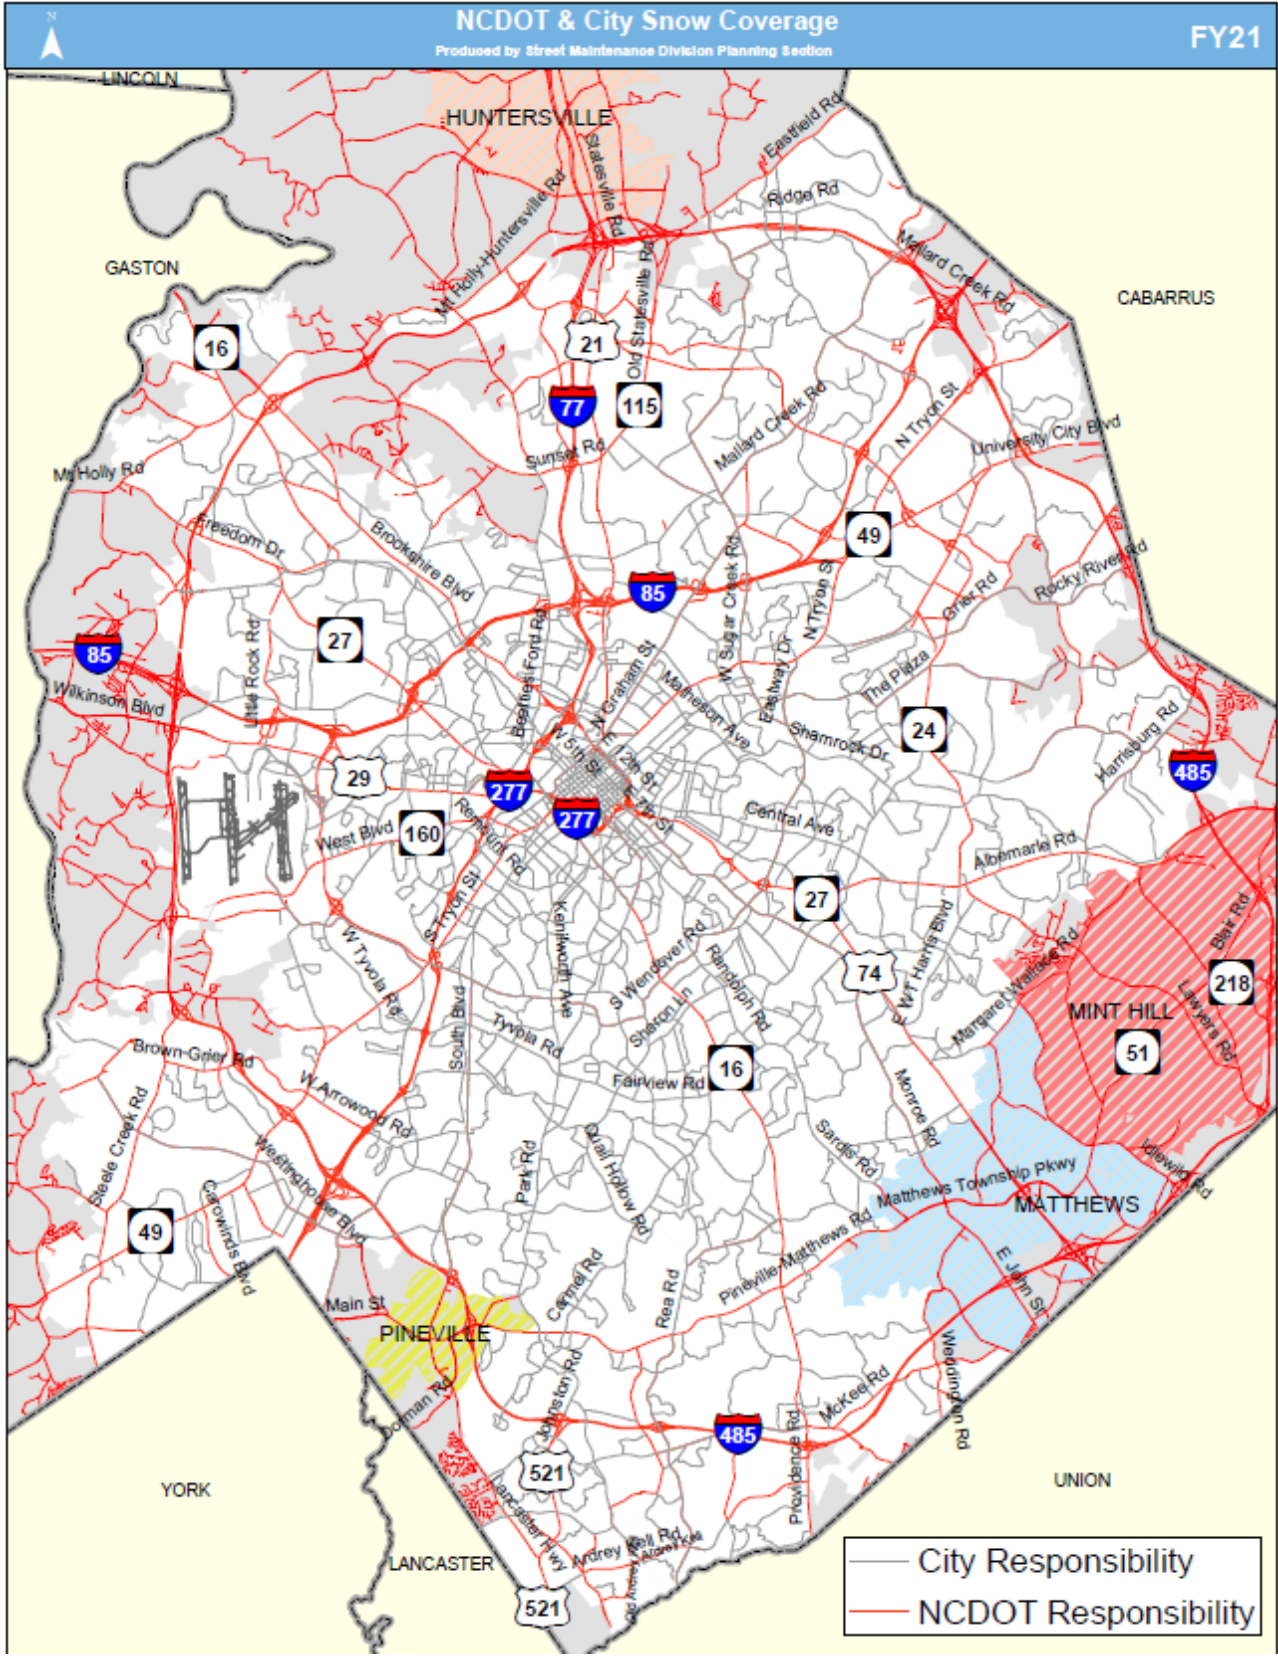 N
NCDOT & City Snow Coverage
Produced by Street Maintenance Division Planning Section
FY21
LINCOLN
HUNTERSVILLE
Eastfield Rd
Statesville Rd
Ridge Rd
Mt Holly-Huntersville Rd
GASTON
Mallard Creek Rd
CABARRUS
Old Statesville Rd
16
21
77
115
Mallard Creek Rd
N Tryon St
University City Blvd
Sunset Rd
Mt Holly Rd
Freedom Dr
Brookshire Blvd
49
W Sugar Creek Rd
N Tryon St
Rocky River Rd
Grier Rd
85
27
85
Little Rock Rd
Beatties Ford Rd
N Graham St
Matheson Ave
Eastway Dr
The Plaza
Wilkinson Blvd
Shamrock Dr
24
Harrisburg Rd
W 5th St
E 12th St
29
277
485
E 7th St
277
Central Ave
Remount Rd
West Blvd
160
Albemarle Rd
27
S Tryon St
Kenilworth Ave
Blair Rd
W Tyvola Rd
S Wendover Rd
Randolph Rd
E WT Harris Blvd
74
Margaret Wallace Rd
218
Lawyers Rd
Sharon Ln
MINT HILL
South Blvd
Tyvola Rd
51
Brown-Grier Rd
Fairview Rd
16
W Arrowood Rd
Monroe Rd
Steele Creek Rd
Westinghouse Blvd
Park Rd
Quail Hollow Rd
Sardis Rd
Idlewild Rd
Matthews Township Pkwy
MATTHEWS
Carowinds Blvd
49
Pineville-Matthews Rd
E John St
Carmel Rd
Rea Rd
Main St
PINEVILLE
Weddington Rd
Dorman Rd
Johnston Rd
McKee Rd
485
Providence Rd
521
YORK
UNION
Lancaster Hwy
Ardrey Kell Rd
Ardrey Kell
LANCASTER
521
City Responsibility
NCDOT Responsibility